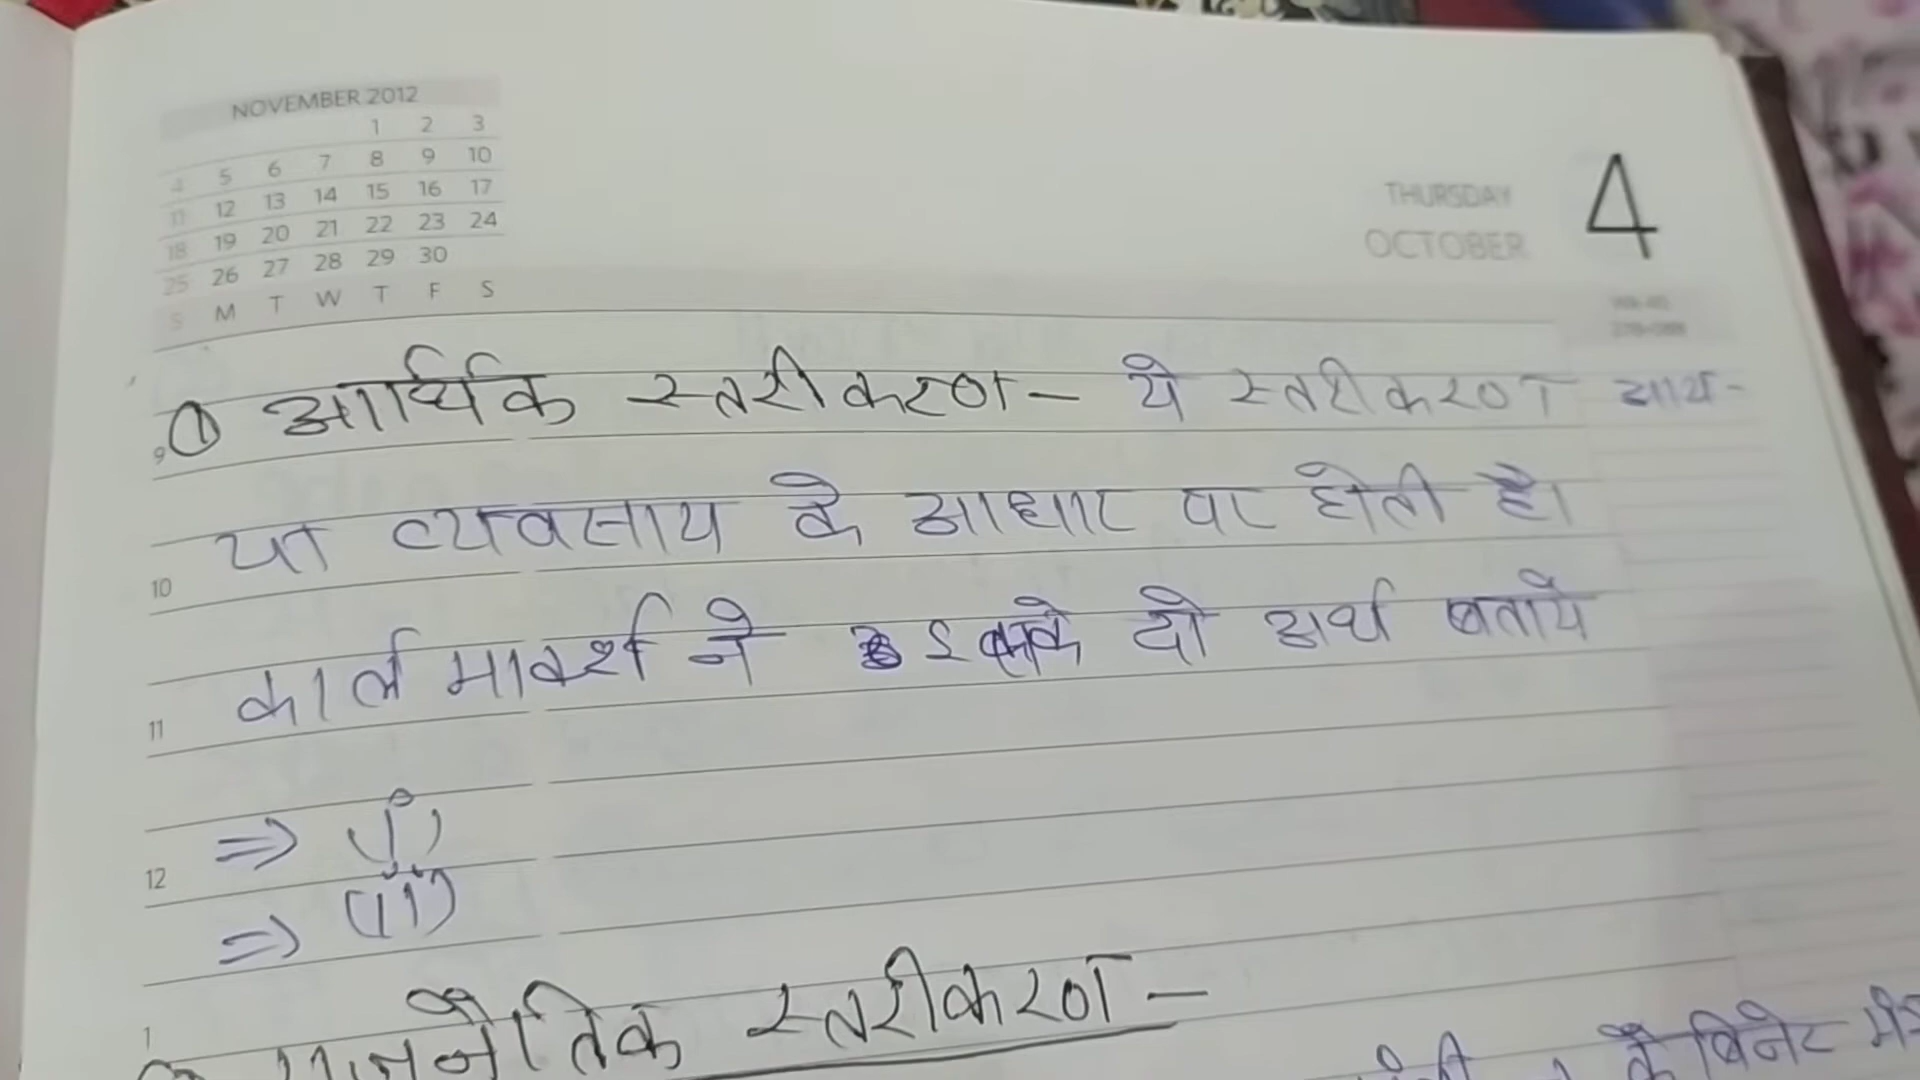 NOVEMBER 2012
1 2 3
4 5 6 7 8 9 10
11 12 13 14 15 16 17
18 19 20 21 22 23 24
25 26 27 28 29 30
S M T W T F S
THURSDAY
OCTOBER
4
9 ① आर्थिक स्तरीकरण - ये स्तरीकरण आय-
10 या व्यवसाय के आधार पर होती है।
11 कार्ल मार्क्श ने इसके दो अर्थ बताये
12 ⇒ (i)
⇒ (ii)
1
राजनैतिक स्तरीकरण -
कैबिनेट